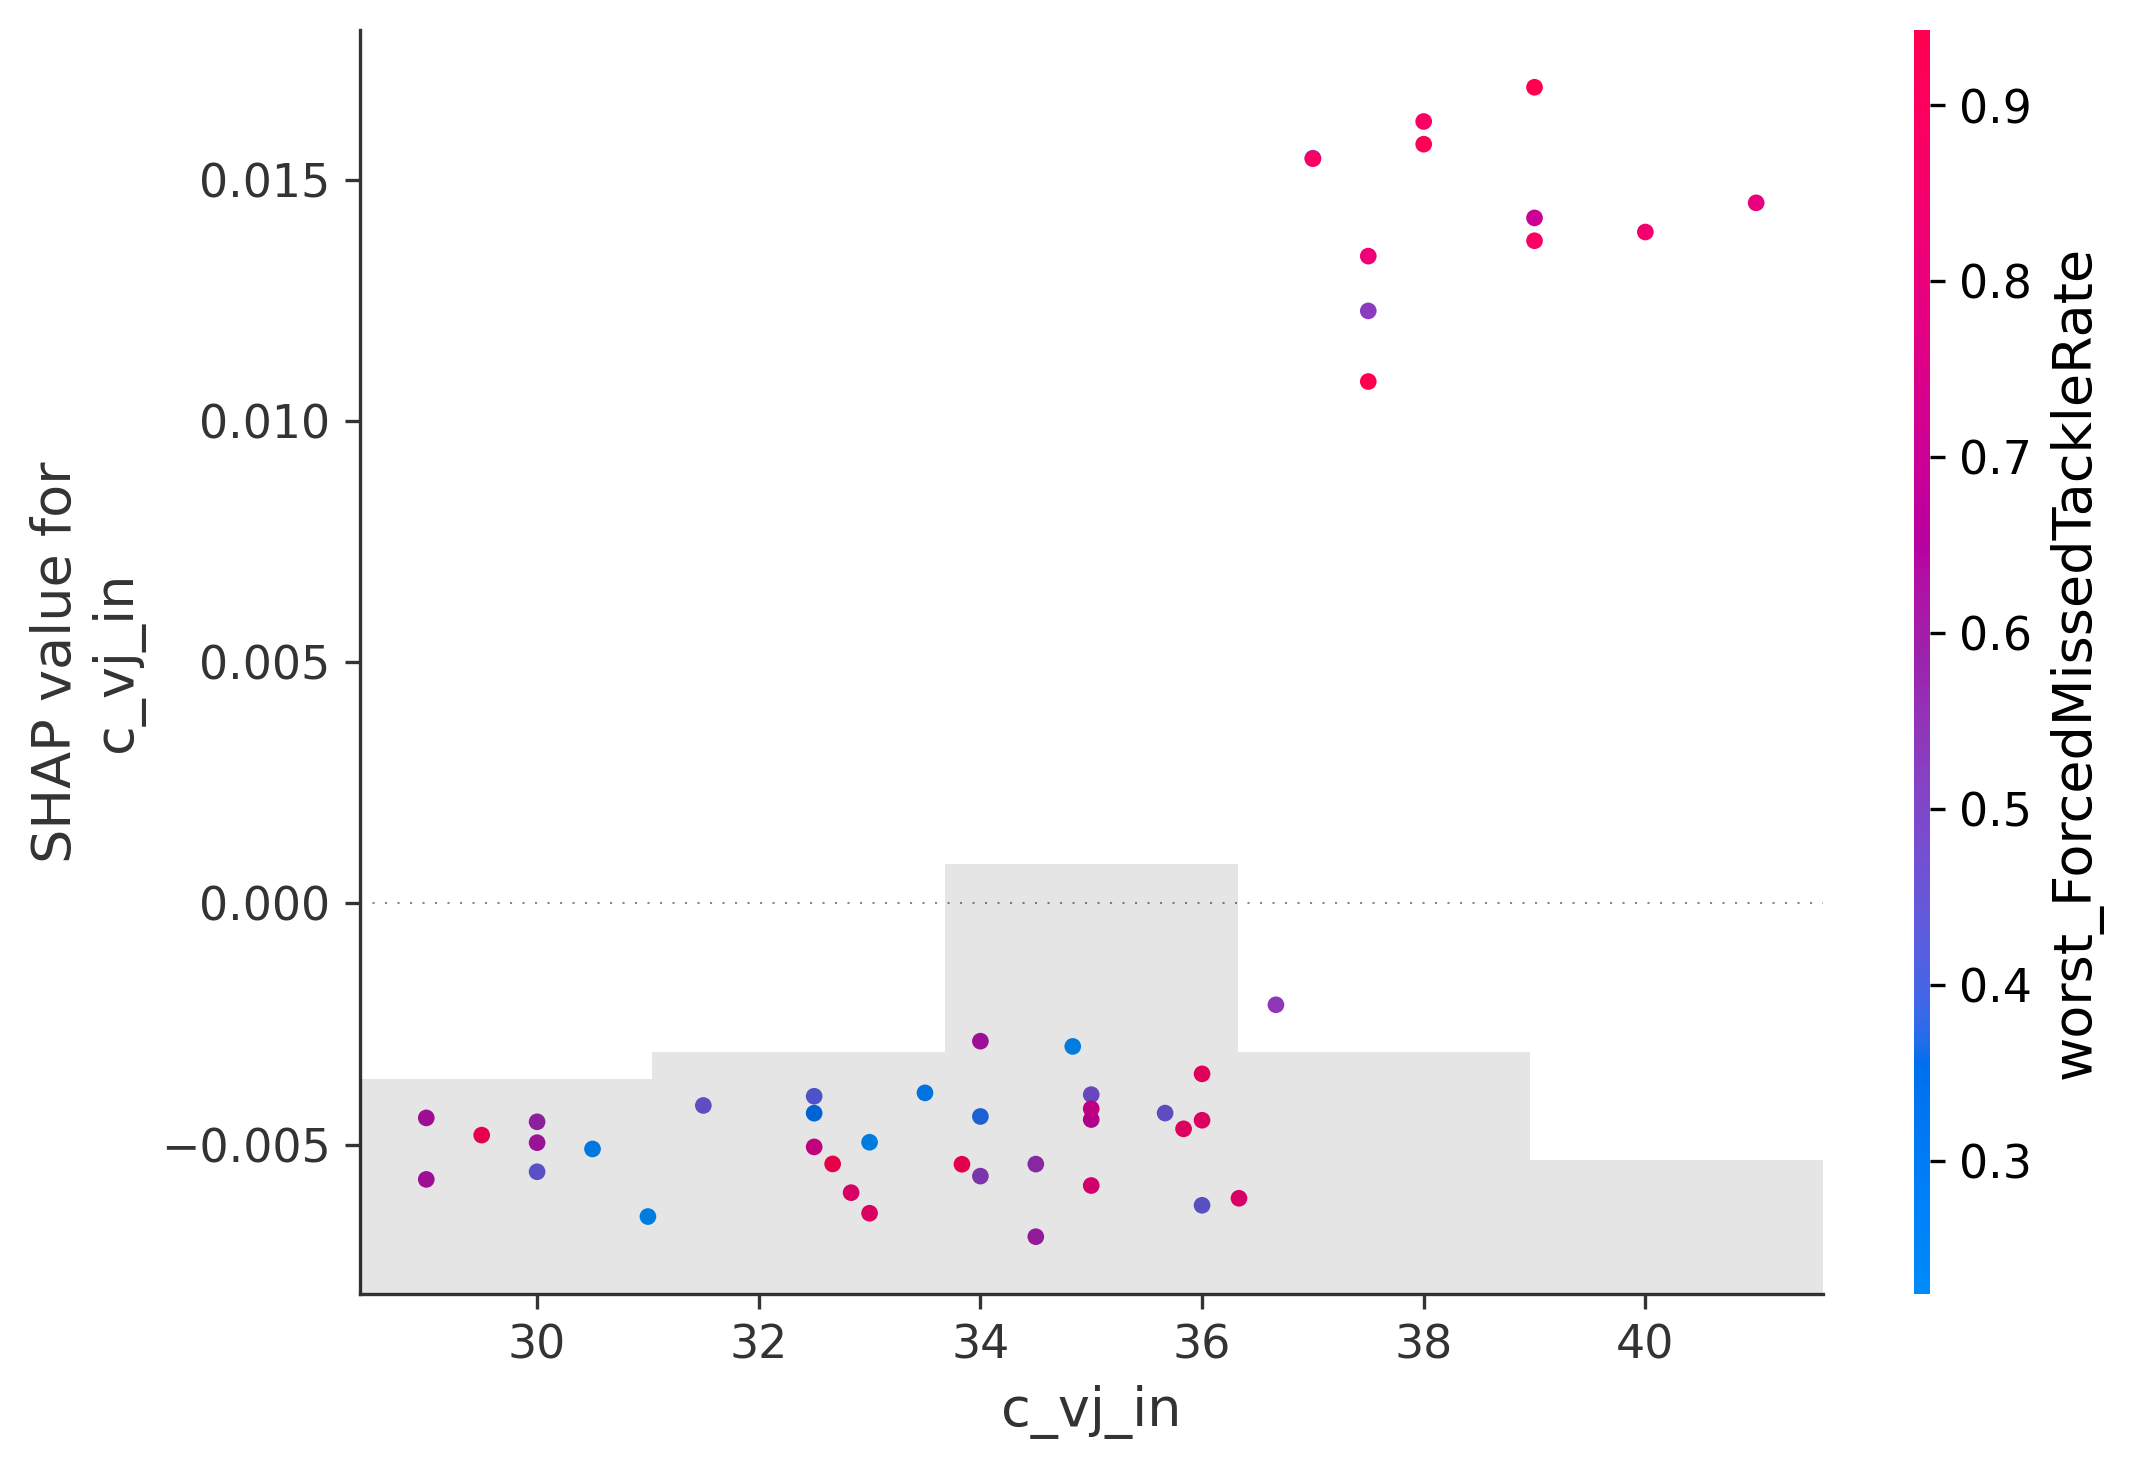 SHAP value for
c_vj_in
0.015
0.010
0.005
0.000
−0.005
30 32 34 36 38 40
c_vj_in
0.9
0.8
0.7
0.6
0.5
0.4
0.3
worst_ForcedMissedTackleRate